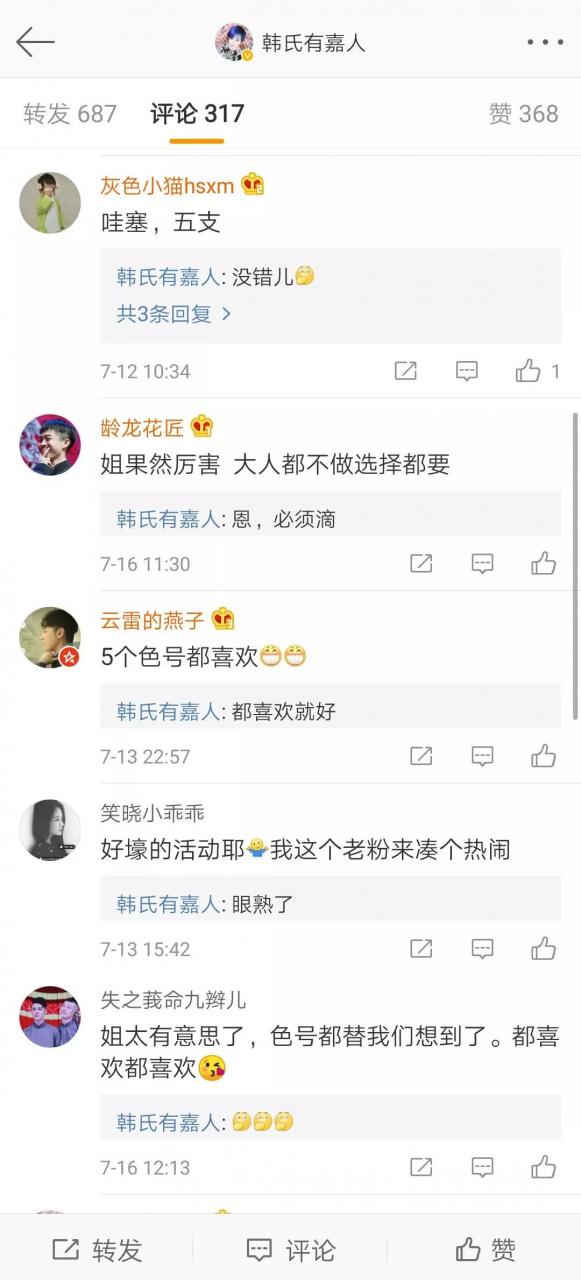 韩氏有嘉人
转发 687 评论 317 赞 368
灰色小猫hsxm
哇塞，五支
韩氏有嘉人: 没错儿
共3条回复 >
7-12 10:34 1
龄龙花匠
姐果然厉害 大人都不做选择都要
韩氏有嘉人: 恩，必须滴
7-16 11:30
云雷的燕子
5个色号都喜欢
韩氏有嘉人: 都喜欢就好
7-13 22:57
笑晓小乖乖
好壕的活动耶🤷我这个老粉来凑个热闹
韩氏有嘉人: 眼熟了
7-13 15:42
失之莪命九辫儿
姐太有意思了，色号都替我们想到了。都喜
欢都喜欢
韩氏有嘉人:
7-16 12:13
转发 评论 赞